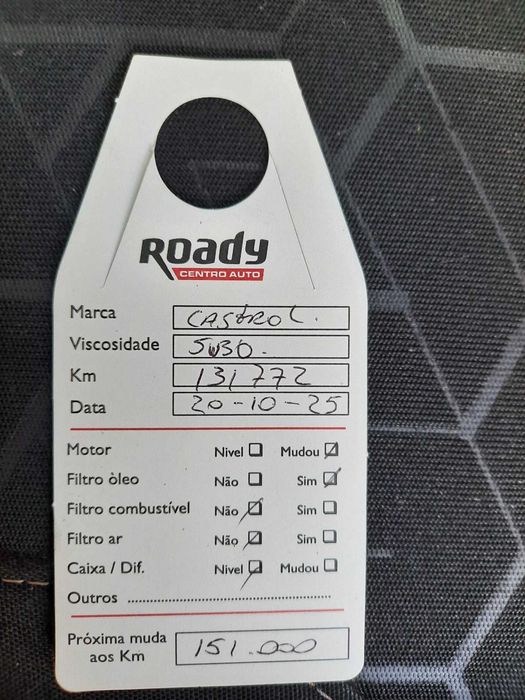 Roady
CENTRO AUTO
Marca CASTROL.
Viscosidade 5W30.
Km 131772
Data 20-10-25
Motor Nivel Mudou
Filtro òleo Não Sim
Filtro combustível Não Sim
Filtro ar Não Sim
Caixa / Dif. Nivel Mudou
Outros ................................................
Próxima muda
aos Km 151.000